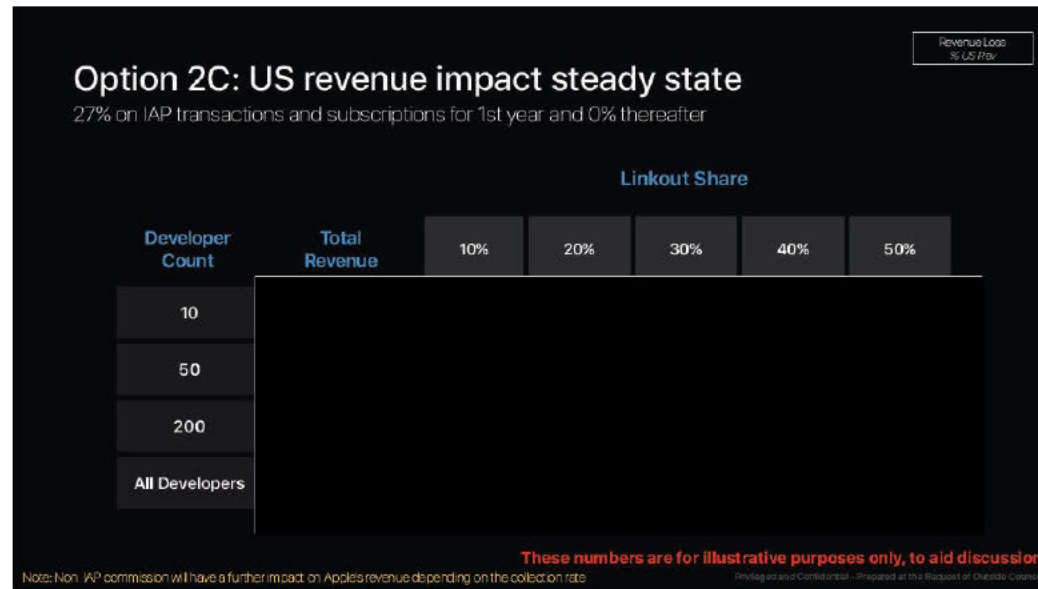 Revenue Loss
% US Rev
Option 2C: US revenue impact steady state
27% on IAP transactions and subscriptions for 1st year and 0% thereafter
Linkout Share
Developer Count
Total Revenue
10%
20%
30%
40%
50%
10
50
200
All Developers
These numbers are for illustrative purposes only, to aid discussion
Note: Non IAP commission will have a further impact on Apple's revenue depending on the collection rate
Privileged and Confidential - Prepared at the Request of Outside Counse